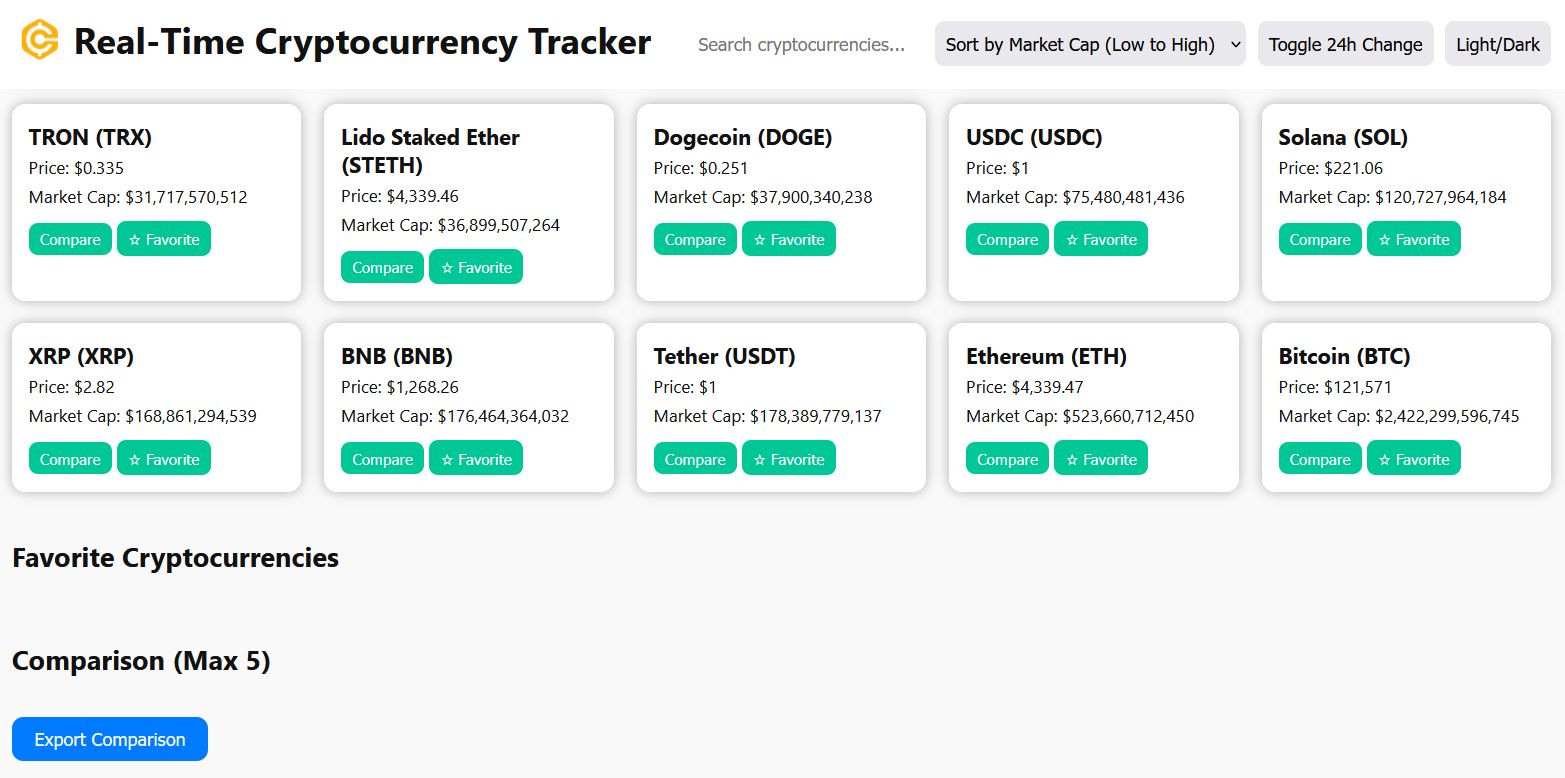 Real-Time Cryptocurrency Tracker
Search cryptocurrencies...
Sort by Market Cap (Low to High)
Toggle 24h Change
Light/Dark
TRON (TRX)
Price: $0.335
Market Cap: $31,717,570,512
Compare
☆ Favorite
Lido Staked Ether
(STETH)
Price: $4,339.46
Market Cap: $36,899,507,264
Compare
☆ Favorite
Dogecoin (DOGE)
Price: $0.251
Market Cap: $37,900,340,238
Compare
☆ Favorite
USDC (USDC)
Price: $1
Market Cap: $75,480,481,436
Compare
☆ Favorite
Solana (SOL)
Price: $221.06
Market Cap: $120,727,964,184
Compare
☆ Favorite
XRP (XRP)
Price: $2.82
Market Cap: $168,861,294,539
Compare
☆ Favorite
BNB (BNB)
Price: $1,268.26
Market Cap: $176,464,364,032
Compare
☆ Favorite
Tether (USDT)
Price: $1
Market Cap: $178,389,779,137
Compare
☆ Favorite
Ethereum (ETH)
Price: $4,339.47
Market Cap: $523,660,712,450
Compare
☆ Favorite
Bitcoin (BTC)
Price: $121,571
Market Cap: $2,422,299,596,745
Compare
☆ Favorite
Favorite Cryptocurrencies
Comparison (Max 5)
Export Comparison